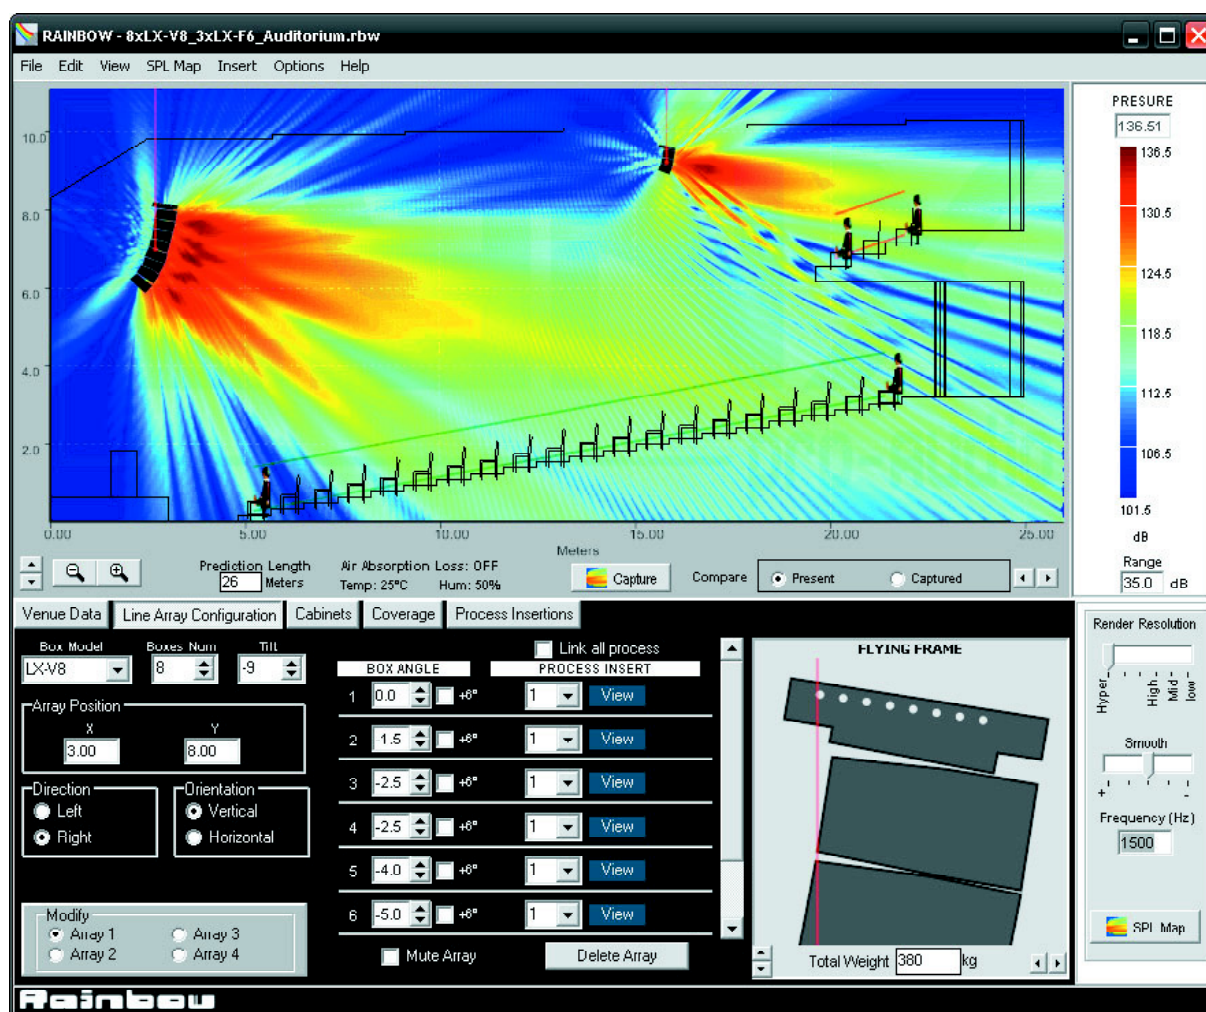 RAINBOW - 8xLX-V8_3xLX-F6_Auditorium.rbw
File Edit View SPL Map Insert Options Help
PRESURE
136.51
136.5
130.5
124.5
118.5
112.5
106.5
101.5
dB
Range
35.0 dB
10.0
8.0
6.0
4.0
2.0
0.00 5.00 10.00 15.00 20.00 25.00
Meters
Prediction Length
26 Meters
Air Absorption Loss: OFF
Temp: 25ºC Hum: 50%
Capture
Compare
Present Captured
Venue Data Line Array Configuration Cabinets Coverage Process Insertions
Box Model Boxes Num Tilt
LX-V8 8 -9
Array Position
X Y
3.00 8.00
Direction
Left
Right
Orientation
Vertical
Horizontal
Modify
Array 1 Array 3
Array 2 Array 4
Link all process
BOX ANGLE PROCESS INSERT
1 0.0 +6º 1 View
2 1.5 +6º 1 View
3 -2.5 +6º 1 View
4 -2.5 +6º 1 View
5 -4.0 +6º 1 View
6 -5.0 +6º 1 View
Mute Array Delete Array
FLYING FRAME
Total Weight 380 kg
Render Resolution
Hyper High Mid low
Smooth
+ -
Frequency (Hz)
1500
SPL Map
Rainbow